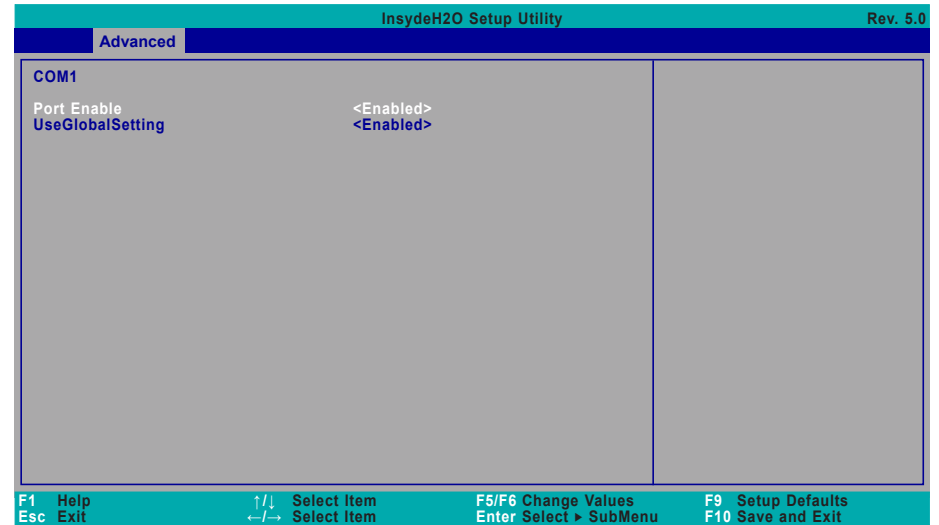 InsydeH2O Setup Utility Rev. 5.0
Advanced
COM1
Port Enable <Enabled>
UseGlobalSetting <Enabled>
F1 Help ↑/↓ Select Item F5/F6 Change Values F9 Setup Defaults
Esc Exit ←/→ Select Item Enter Select ▸ SubMenu F10 Save and Exit